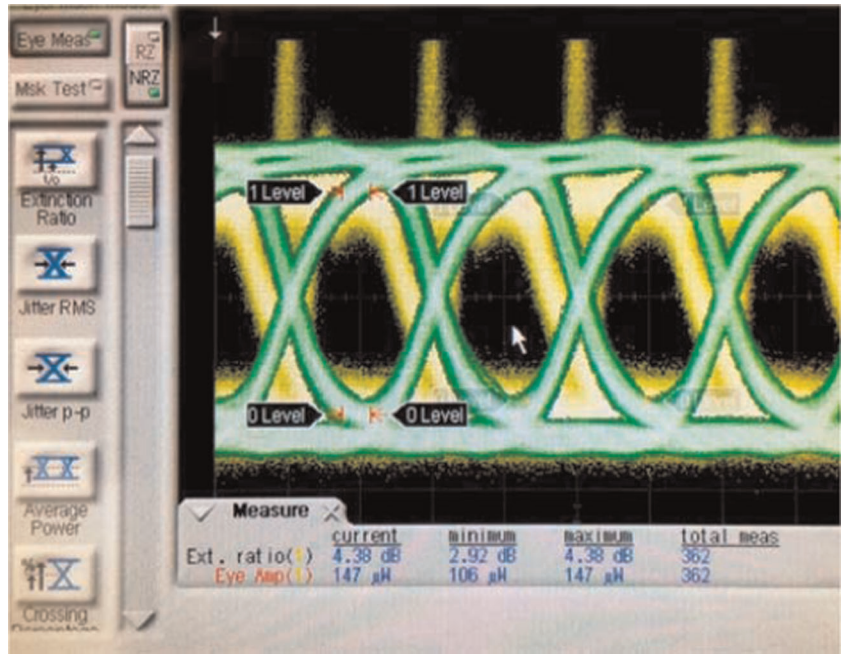 Eye Meas
RZ
NRZ
Msk Test
Extinction
Ratio
Jitter RMS
Jitter p-p
Average
Power
Crossing
1 Level
1 Level
0 Level
0 Level
Measure
current minimum maximum total meas
Ext. ratio(1) 4.38 dB 2.92 dB 4.38 dB 362
Eye Amp(1) 147 µW 106 µW 147 µW 362